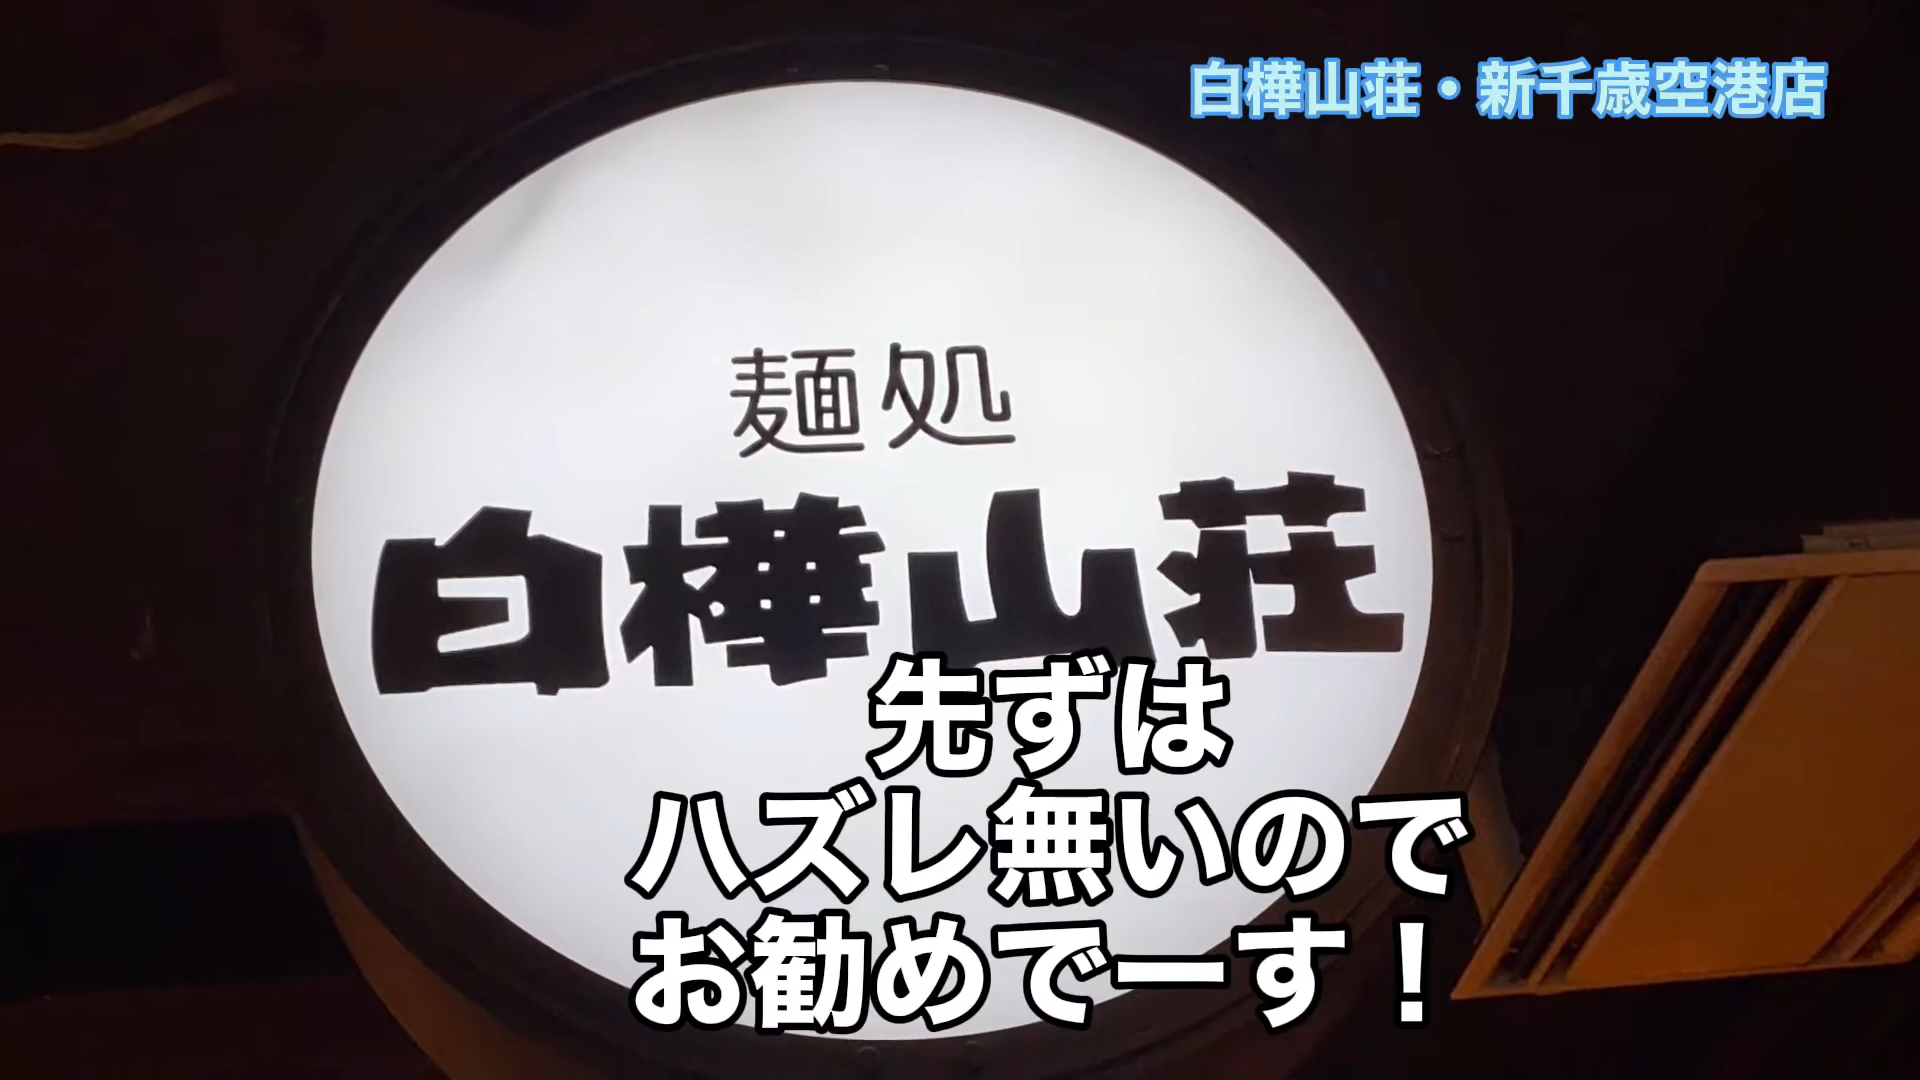 白樺山荘・新千歳空港店
麺処
白樺山荘
先ずは
ハズレ無いので
お勧めでーす！